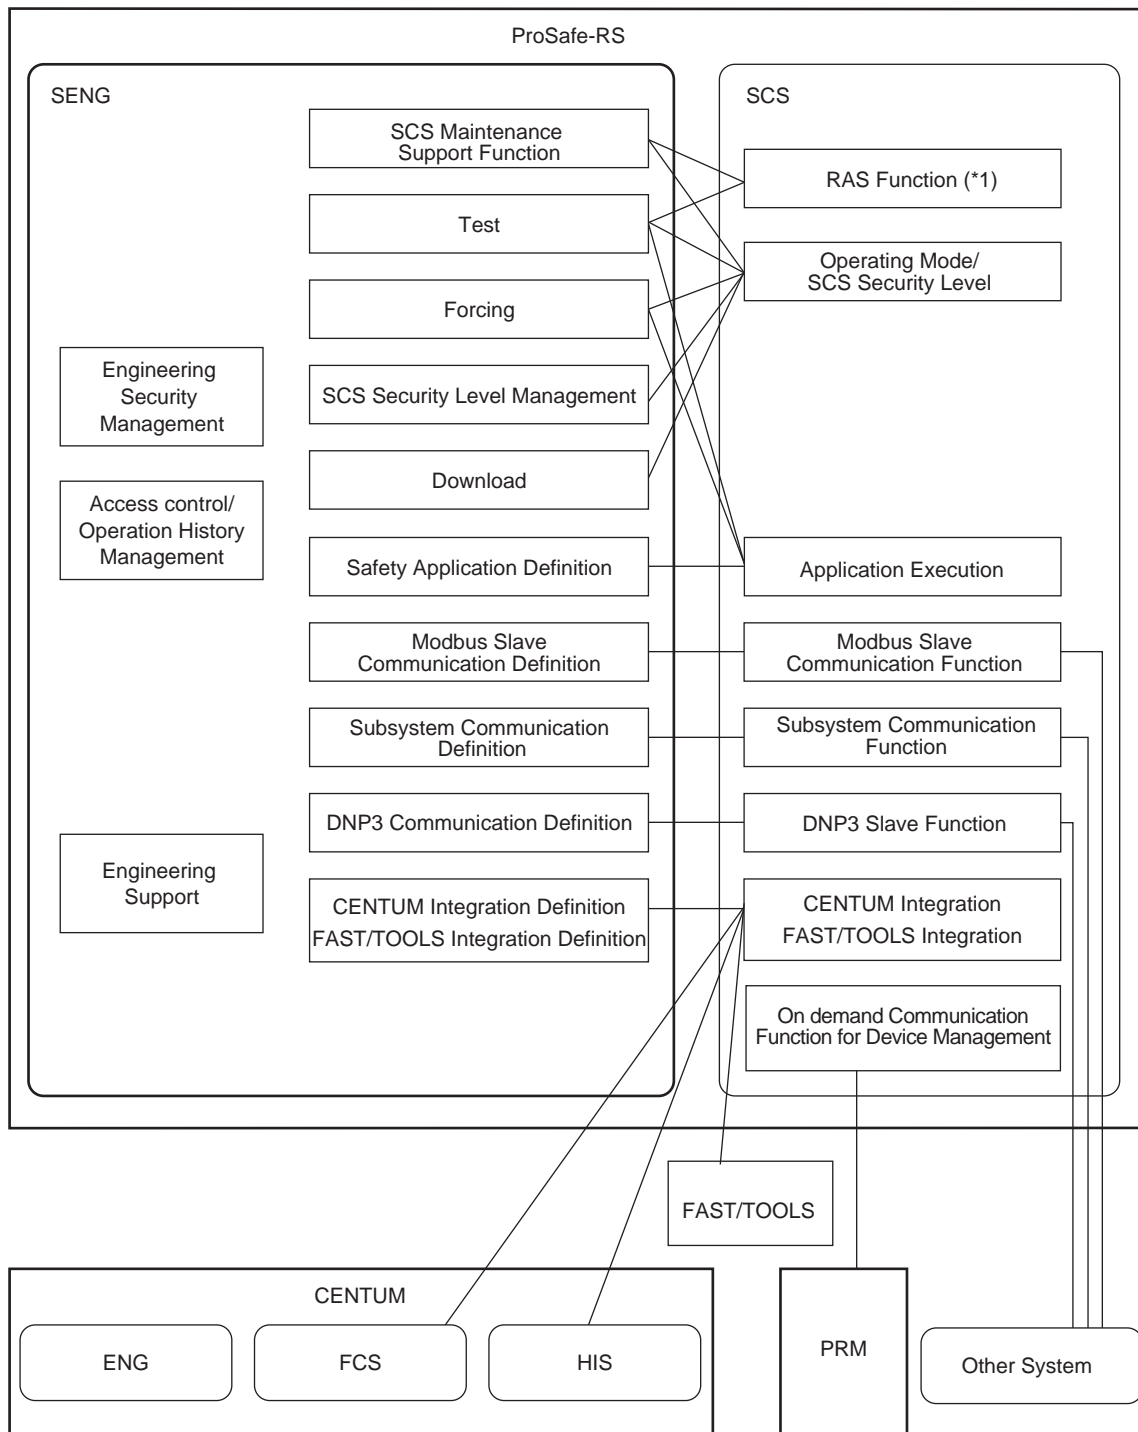 ProSafe-RS
SENG
SCS Maintenance
Support Function
Test
Forcing
Engineering
Security
Management
SCS Security Level Management
Download
Access control/
Operation History
Management
Safety Application Definition
Modbus Slave
Communication Definition
Subsystem Communication
Definition
DNP3 Communication Definition
Engineering
Support
CENTUM Integration Definition
FAST/TOOLS Integration Definition
SCS
RAS Function (*1)
Operating Mode/
SCS Security Level
Application Execution
Modbus Slave
Communication Function
Subsystem Communication
Function
DNP3 Slave Function
CENTUM Integration
FAST/TOOLS Integration
On demand Communication
Function for Device Management
FAST/TOOLS
CENTUM
ENG
FCS
HIS
PRM
Other System